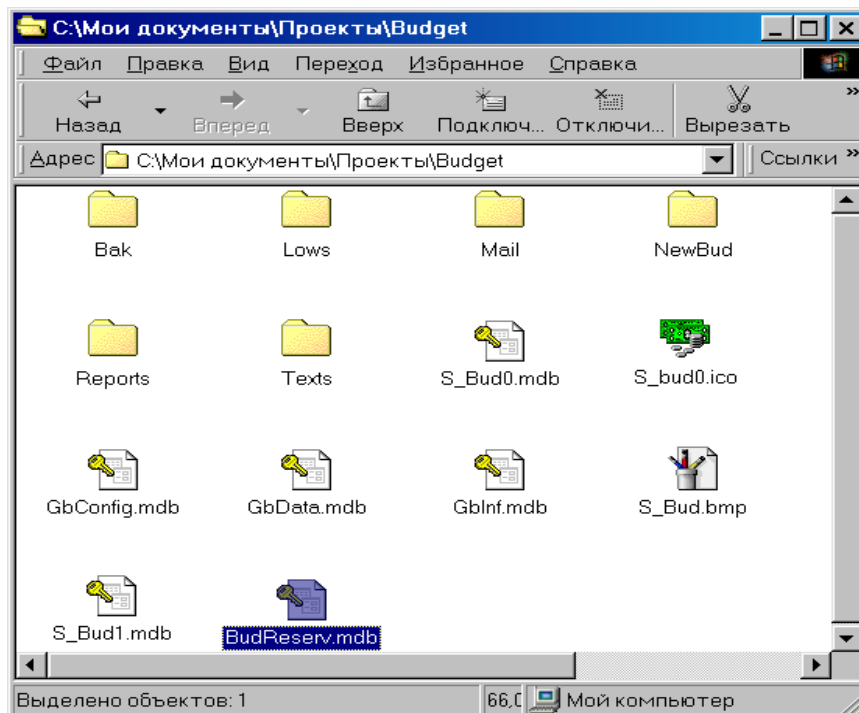 C:\Мои документы\Проекты\Budget
Файл Правка Вид Переход Избранное Справка
Назад Вперед Вверх Подключ... Отключи... Вырезать »
Адрес C:\Мои документы\Проекты\Budget Ссылки »
Bak Lows Mail NewBud
Reports Texts S_Bud0.mdb S_bud0.ico
GbConfig.mdb GbData.mdb GbInf.mdb S_Bud.bmp
S_Bud1.mdb BudReserv.mdb
Выделено объектов: 1 66,0 Мой компьютер